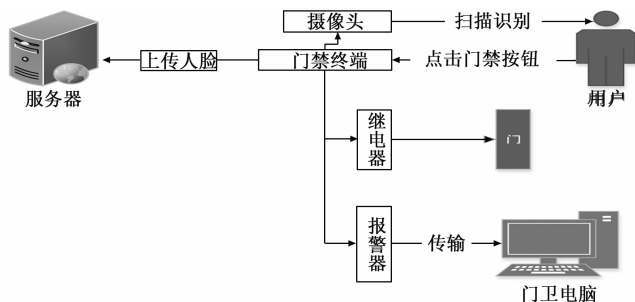 摄像头
扫描识别
上传人脸
门禁终端
点击门禁按钮
服务器
用户
继电器
门
报警器
传输
门卫电脑